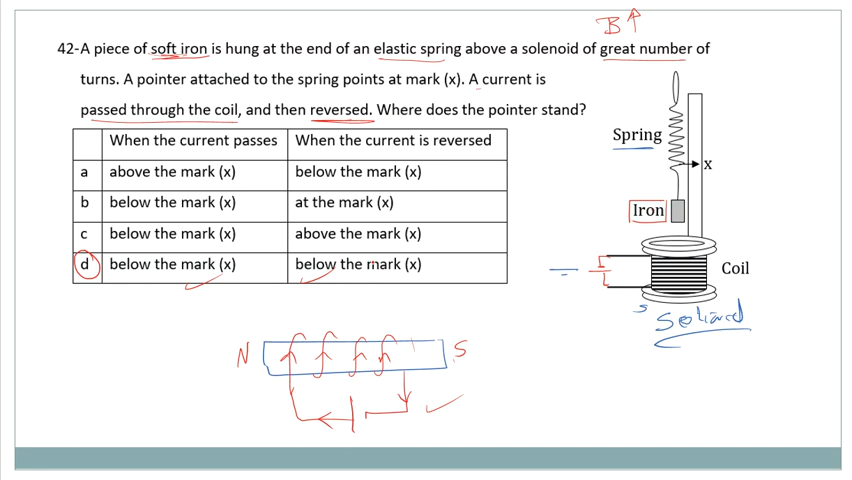 B↑
42-A piece of soft iron is hung at the end of an elastic spring above a solenoid of great number of
turns. A pointer attached to the spring points at mark (x). A current is
passed through the coil, and then reversed. Where does the pointer stand?
When the current passes When the current is reversed
a above the mark (x) below the mark (x)
b below the mark (x) at the mark (x)
c below the mark (x) above the mark (x)
d below the mark (x) below the mark (x)
Spring
x
Iron
Coil
N S